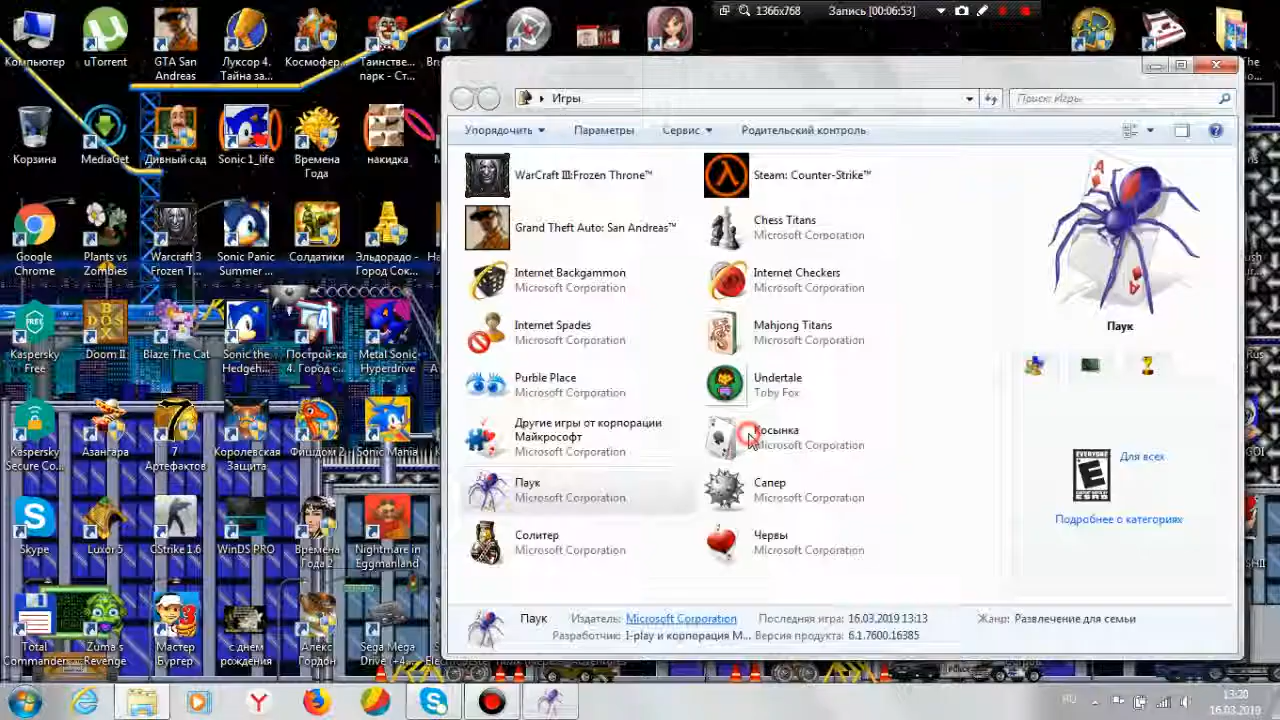 1366x768
Запись [00:06:53]
Компьютер
uTorrent
GTA San Andreas
Луксор 4. Тайна за...
Космофер...
Таинстве... парк - Ст...
Корзина
MediaGet
Дивный сад
Sonic 1_life
Времена Года
накидка
Google Chrome
Plants vs Zombies
Warcraft 3 Frozen T...
Sonic Panic Summer ...
Солдатики
Эльдорадо - Город Сок...
Kaspersky Free
Doom II
Blaze The Cat
Sonic the Hedgeh...
Построй-ка 4. Город с...
Metal Sonic Hyperdrive
Kaspersky Secure Co...
Азангара
7 Артефактов
Королевская Защита
Фишдом 2
Sonic Mania
Skype
Luxor 5
CStrike 1.6
WinDS PRO
Времена Года 2
Nightmare in Eggmanland
Total Commander
Zuma's Revenge
Мастер Бургер
с днем рождения
Алекс Гордон
Sega Mega Drive (+4...
Игры
Поиск: Игры
Упорядочить
Параметры
Сервис
Родительский контроль
WarCraft III:Frozen Throne™
Steam: Counter-Strike™
Grand Theft Auto: San Andreas™
Chess Titans
Microsoft Corporation
Internet Backgammon
Microsoft Corporation
Internet Checkers
Microsoft Corporation
Internet Spades
Microsoft Corporation
Mahjong Titans
Microsoft Corporation
Purble Place
Microsoft Corporation
Undertale
Toby Fox
Другие игры от корпорации Майкрософт
Microsoft Corporation
Косынка
Microsoft Corporation
Паук
Microsoft Corporation
Сапер
Microsoft Corporation
Солитер
Microsoft Corporation
Червы
Microsoft Corporation
Паук
EVERYONE
E
ESRB
Для всех
Подробнее о категориях
Паук
Издатель: Microsoft Corporation
Последняя игра: 16.03.2019 13:13
Жанр: Развлечение для семьи
Разработчик: I-play и корпорация М...
Версия продукта: 6.1.7600.16385
RU
13:20
16.03.2019